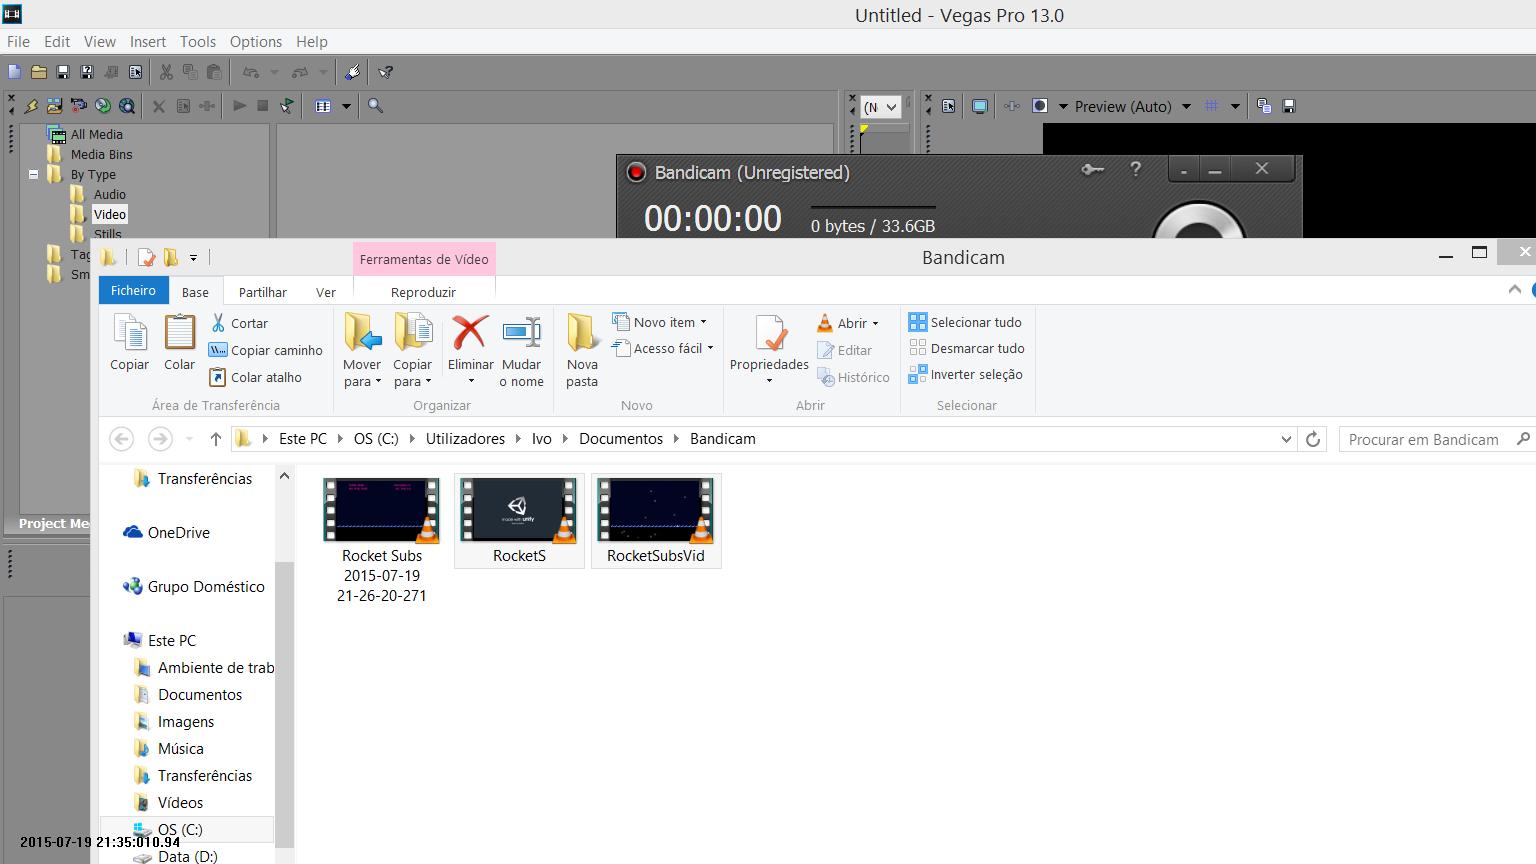 Untitled - Vegas Pro 13.0
File Edit View Insert Tools Options Help
(N
Preview (Auto)
All Media
Media Bins
By Type
Audio
Video
Stills
Tag
Sm
Project Me
Bandicam (Unregistered)
00:00:00
0 bytes / 33.6GB
Ferramentas de Vídeo
Bandicam
Ficheiro Base Partilhar Ver Reproduzir
Copiar
Colar
Cortar
Copiar caminho
Colar atalho
Área de Transferência
Mover para
Copiar para
Eliminar
Mudar o nome
Organizar
Nova pasta
Novo item
Acesso fácil
Novo
Propriedades
Abrir
Editar
Histórico
Abrir
Selecionar tudo
Desmarcar tudo
Inverter seleção
Selecionar
Este PC OS (C:) Utilizadores Ivo Documentos Bandicam
Procurar em Bandicam
Transferências
OneDrive
Grupo Doméstico
Este PC
Ambiente de trab
Documentos
Imagens
Música
Transferências
Vídeos
OS (C:)
Data (D:)
made with unity
Rocket Subs
2015-07-19
21-26-20-271
RocketS
RocketSubsVid
2015-07-19 21:35:010.94